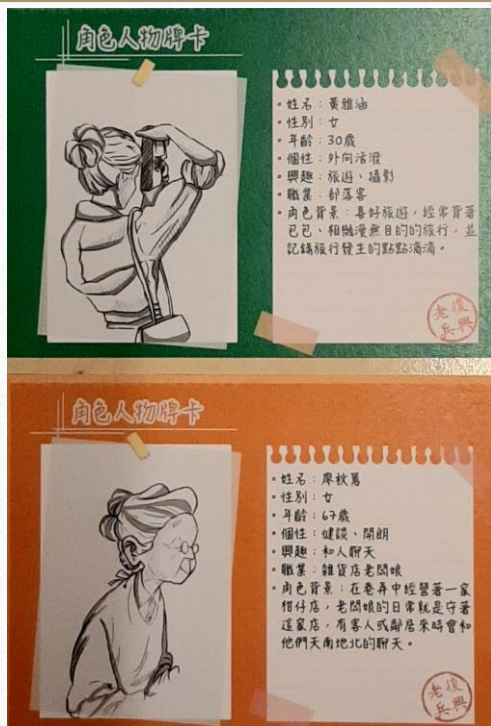 角色人物牌卡
• 姓名：黃雅油
• 性別：女
• 年齡：30歲
• 個性：外向活潑
• 興趣：旅遊、攝影
• 職業：部落客
• 角色背景：喜好旅遊，經常背著
包包、相機漫無目的的旅行，並
記錄旅行發生的點點滴滴。
老兵
復興
角色人物牌卡
• 姓名：廖秋篤
• 性別：女
• 年齡：67歲
• 個性：健談、開朗
• 興趣：和人聊天
• 職業：雜貨店老闆娘
• 角色背景：在巷弄中經營著一家
柑仔店，老闆娘的日常就是守著
這家店，有客人或鄰居來時會和
他們天南地北的聊天。
老兵
復興